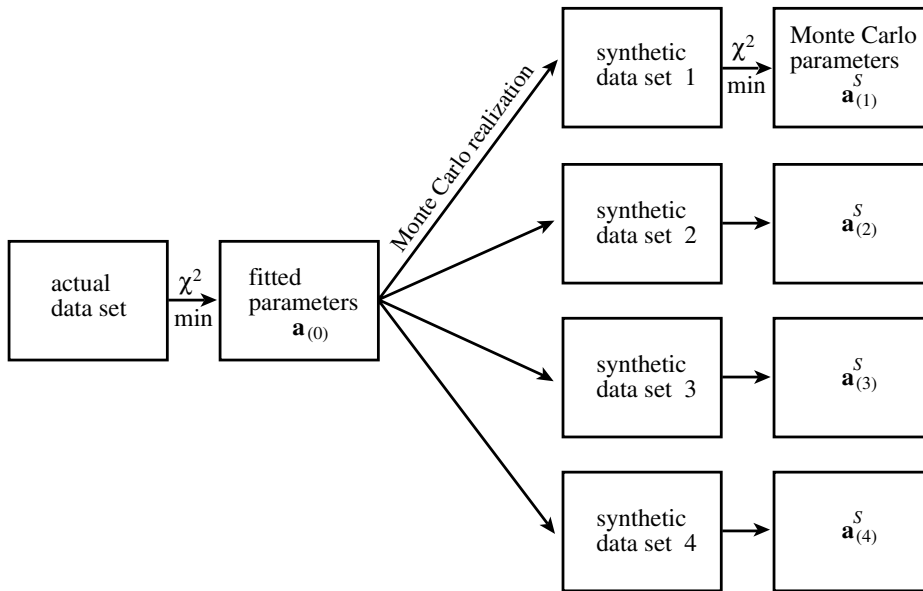 actual
data set
χ²
min
fitted
parameters
a(0)
Monte Carlo realization
synthetic
data set 1
χ²
min
Monte Carlo
parameters
aS(1)
synthetic
data set 2
aS(2)
synthetic
data set 3
aS(3)
synthetic
data set 4
aS(4)